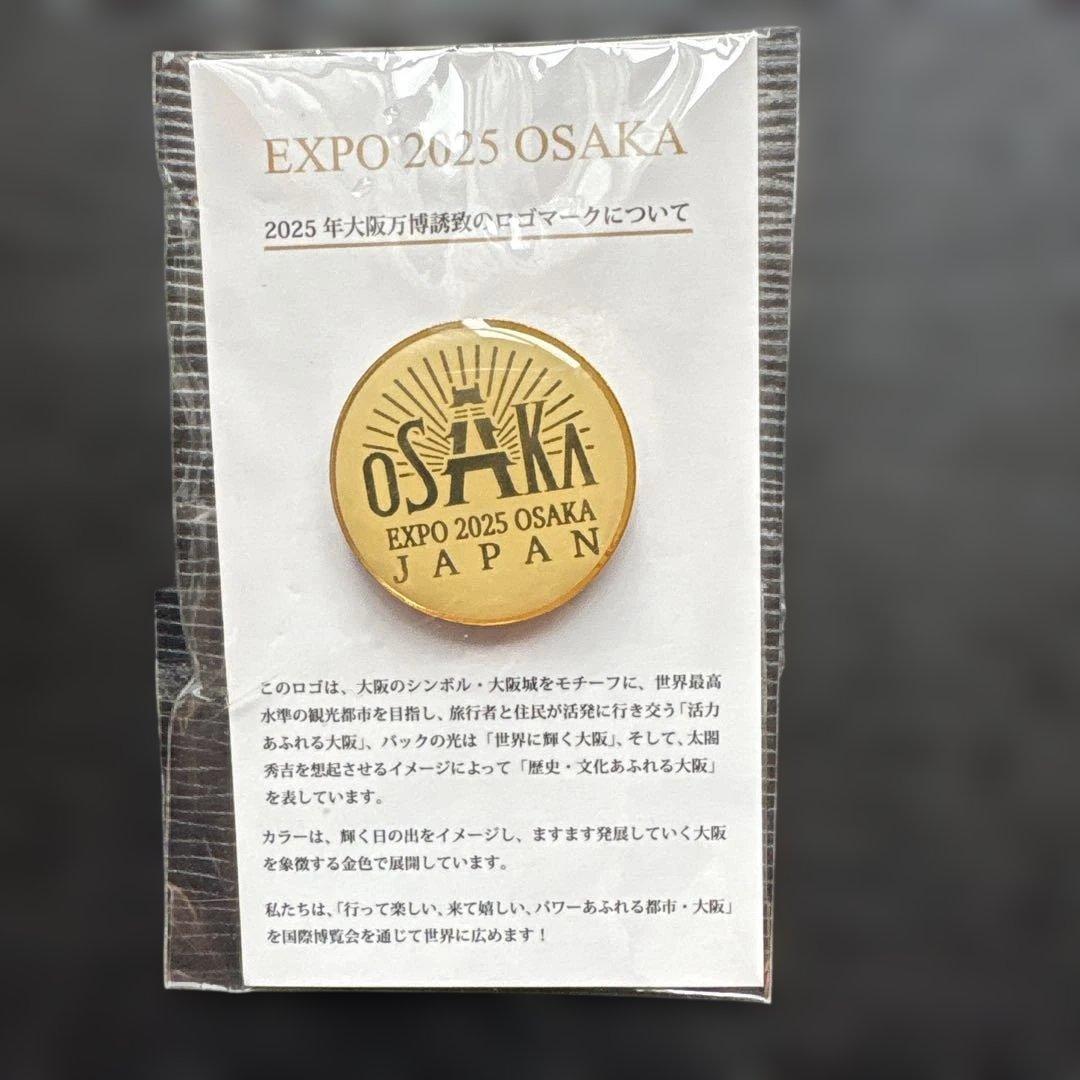 EXPO 2025 OSAKA
2025年大阪万博誘致のロゴマークについて
OSAKA
EXPO 2025 OSAKA
JAPAN
このロゴは、大阪のシンボル・大阪城をモチーフに、世界最高
水準の観光都市を目指し、旅行者と住民が活発に行き交う「活力
あふれる大阪」、バックの光は「世界に輝く大阪」、そして、太閤
秀吉を想起させるイメージによって「歴史・文化あふれる大阪」
を表しています。
カラーは、輝く日の出をイメージし、ますます発展していく大阪
を象徴する金色で展開しています。
私たちは、「行って楽しい、来て嬉しい、パワーあふれる都市・大阪」
を国際博覧会を通じて世界に広めます！